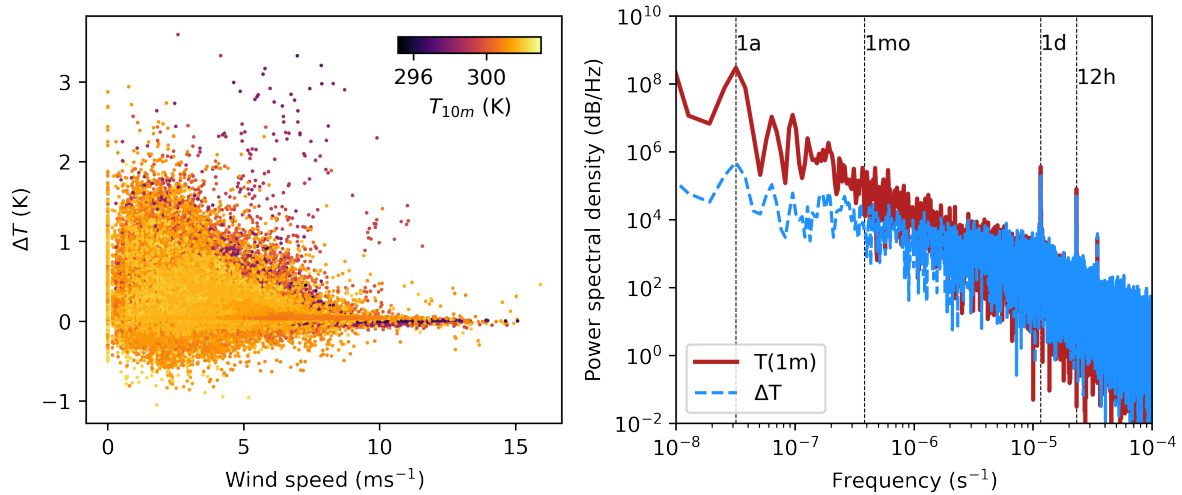 3
2
1
0
−1
ΔT (K)
0
5
10
15
Wind speed (ms⁻¹)
296
300
T₁₀ₘ (K)
10¹⁰
10⁸
10⁶
10⁴
10²
10⁰
10⁻²
Power spectral density (dB/Hz)
1a
1mo
1d
12h
T(1m)
ΔT
10⁻⁸
10⁻⁷
10⁻⁶
10⁻⁵
10⁻⁴
Frequency (s⁻¹)